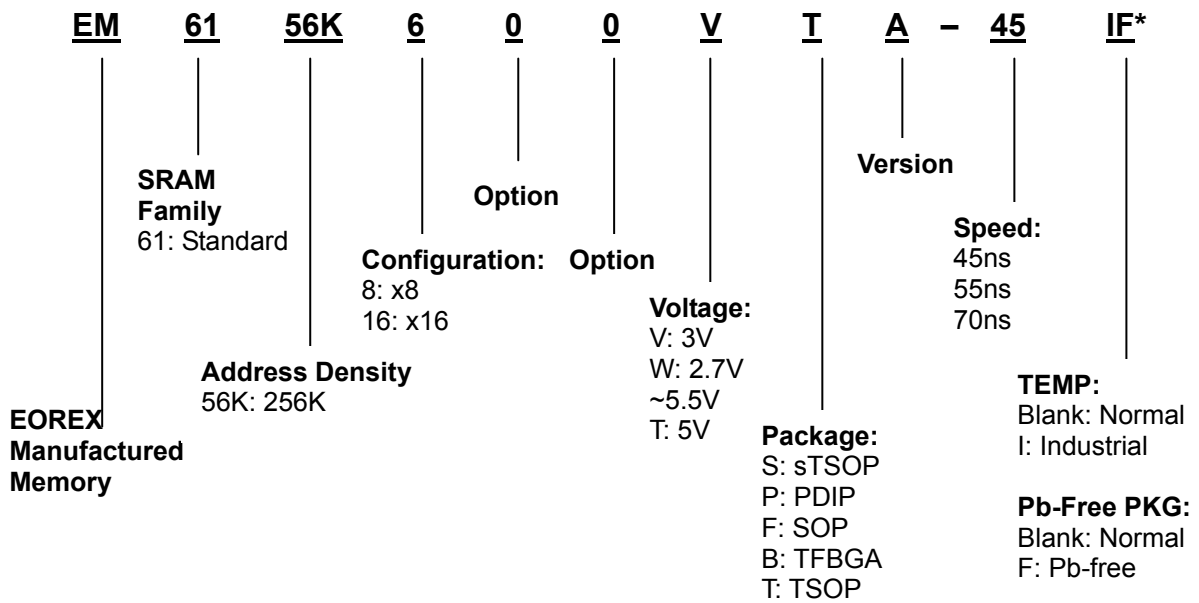 EM 61 56K 6 0 0 V T A – 45 IF*
SRAM
Family
61: Standard
Option
Version
Configuration:
8: x8
16: x16
Option
Speed:
45ns
55ns
70ns
Voltage:
V: 3V
W: 2.7V
~5.5V
T: 5V
Address Density
56K: 256K
EOREX
Manufactured
Memory
Package:
S: sTSOP
P: PDIP
F: SOP
B: TFBGA
T: TSOP
TEMP:
Blank: Normal
I: Industrial
Pb-Free PKG:
Blank: Normal
F: Pb-free